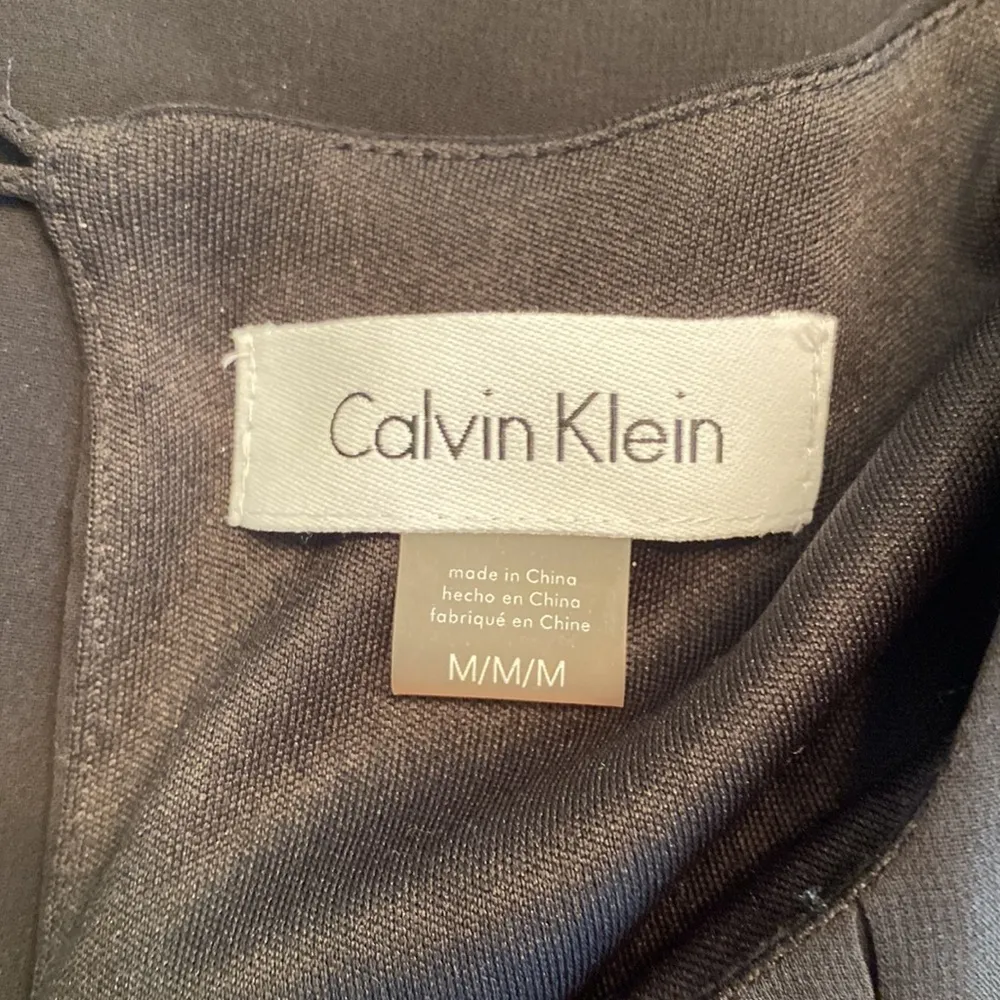 Calvin Klein
made in China
hecho en China
fabriqué en Chine
M/M/M